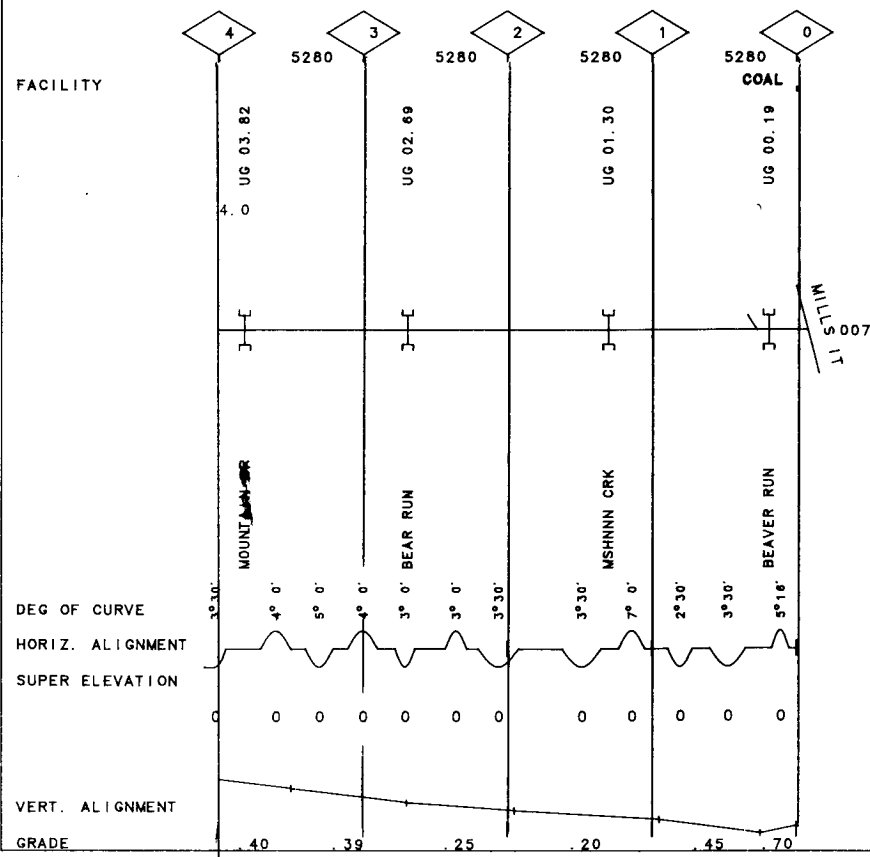 4 3 2 1 0
5280 5280 5280 5280
FACILITY COAL
UG 03.82 UG 02.69 UG 01.30 UG 00.19
4.0
MILLS IT 007
BEAR RUN MSHNNN CRK BEAVER RUN
DEG OF CURVE 3°30' 4° 0' 5° 0' 4° 0' 3° 0' 3° 0' 3°30' 3°30' 7° 0' 2°30' 3°30' 5°16'
HORIZ. ALIGNMENT
SUPER ELEVATION
0 0 0 0 0 0 0 0 0 0 0 0
VERT. ALIGNMENT
GRADE .40 .39 .25 .20 .45 .70